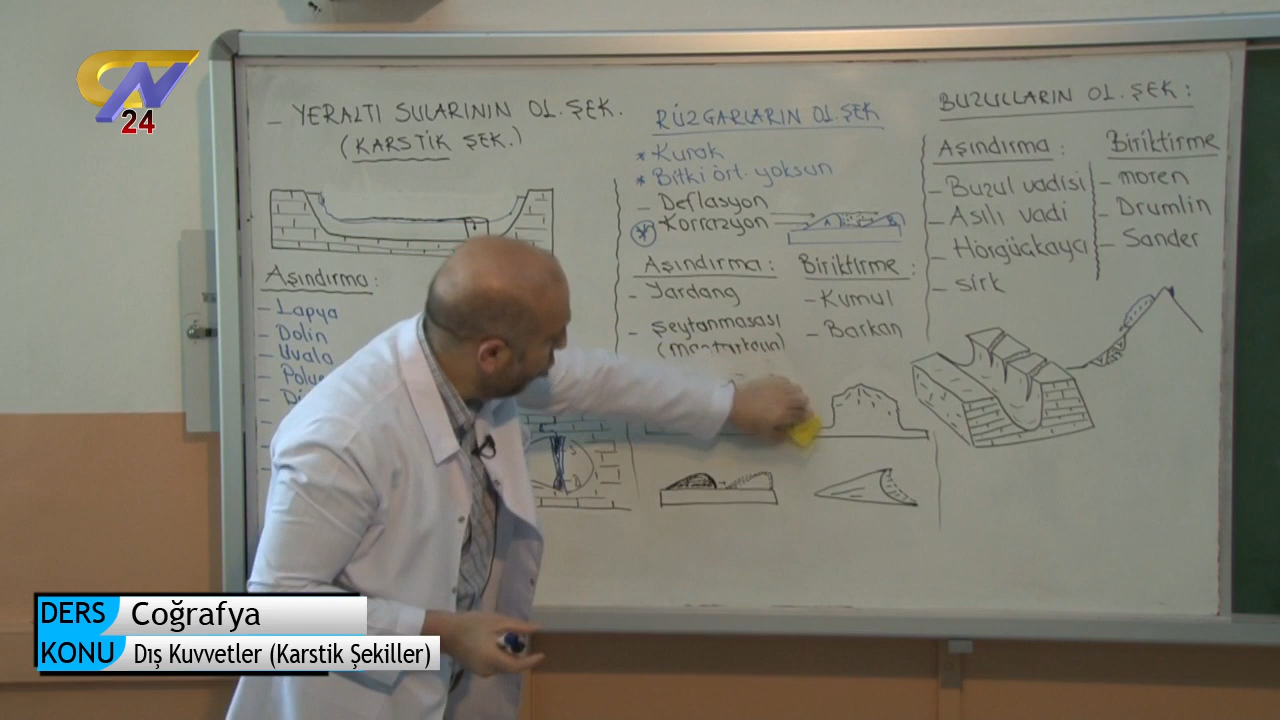 CN
24
– YERALTI SULARININ OL. ŞEK.
(KARSTİK ŞEK.)
Aşındırma :
– Lapya
– Dolin
– Uvala
RÜZGARLARIN OL. ŞEK
* Kurak
* Bitki ört. yoksun
– Deflasyon
* – Korrazyon
Aşındırma :
– Yardang
– Şeytanmasası
Biriktirme :
– Kumul
– Barkan
BUZULLARIN OL. ŞEK :
Aşındırma :
– Buzul vadisi
– Asılı vadi
– Hörgüçkaya
– Sirk
Biriktirme
– moren
– Drumlin
– Sander
DERS Coğrafya
KONU Dış Kuvvetler (Karstik Şekiller)